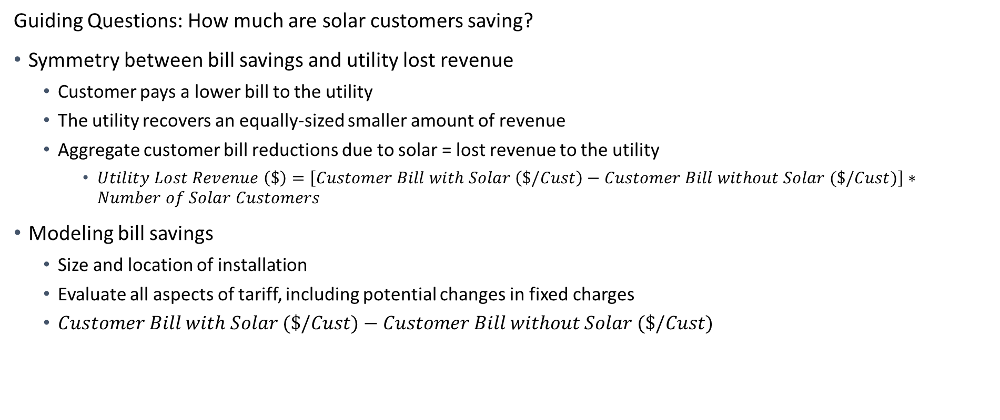 Guiding Questions: How much are solar customers saving?
• Symmetry between bill savings and utility lost revenue
• Customer pays a lower bill to the utility
• The utility recovers an equally-sized smaller amount of revenue
• Aggregate customer bill reductions due to solar = lost revenue to the utility
• Utility Lost Revenue ($) = [Customer Bill with Solar ($/Cust) – Customer Bill without Solar ($/Cust)] *
Number of Solar Customers
• Modeling bill savings
• Size and location of installation
• Evaluate all aspects of tariff, including potential changes in fixed charges
• Customer Bill with Solar ($/Cust) – Customer Bill without Solar ($/Cust)